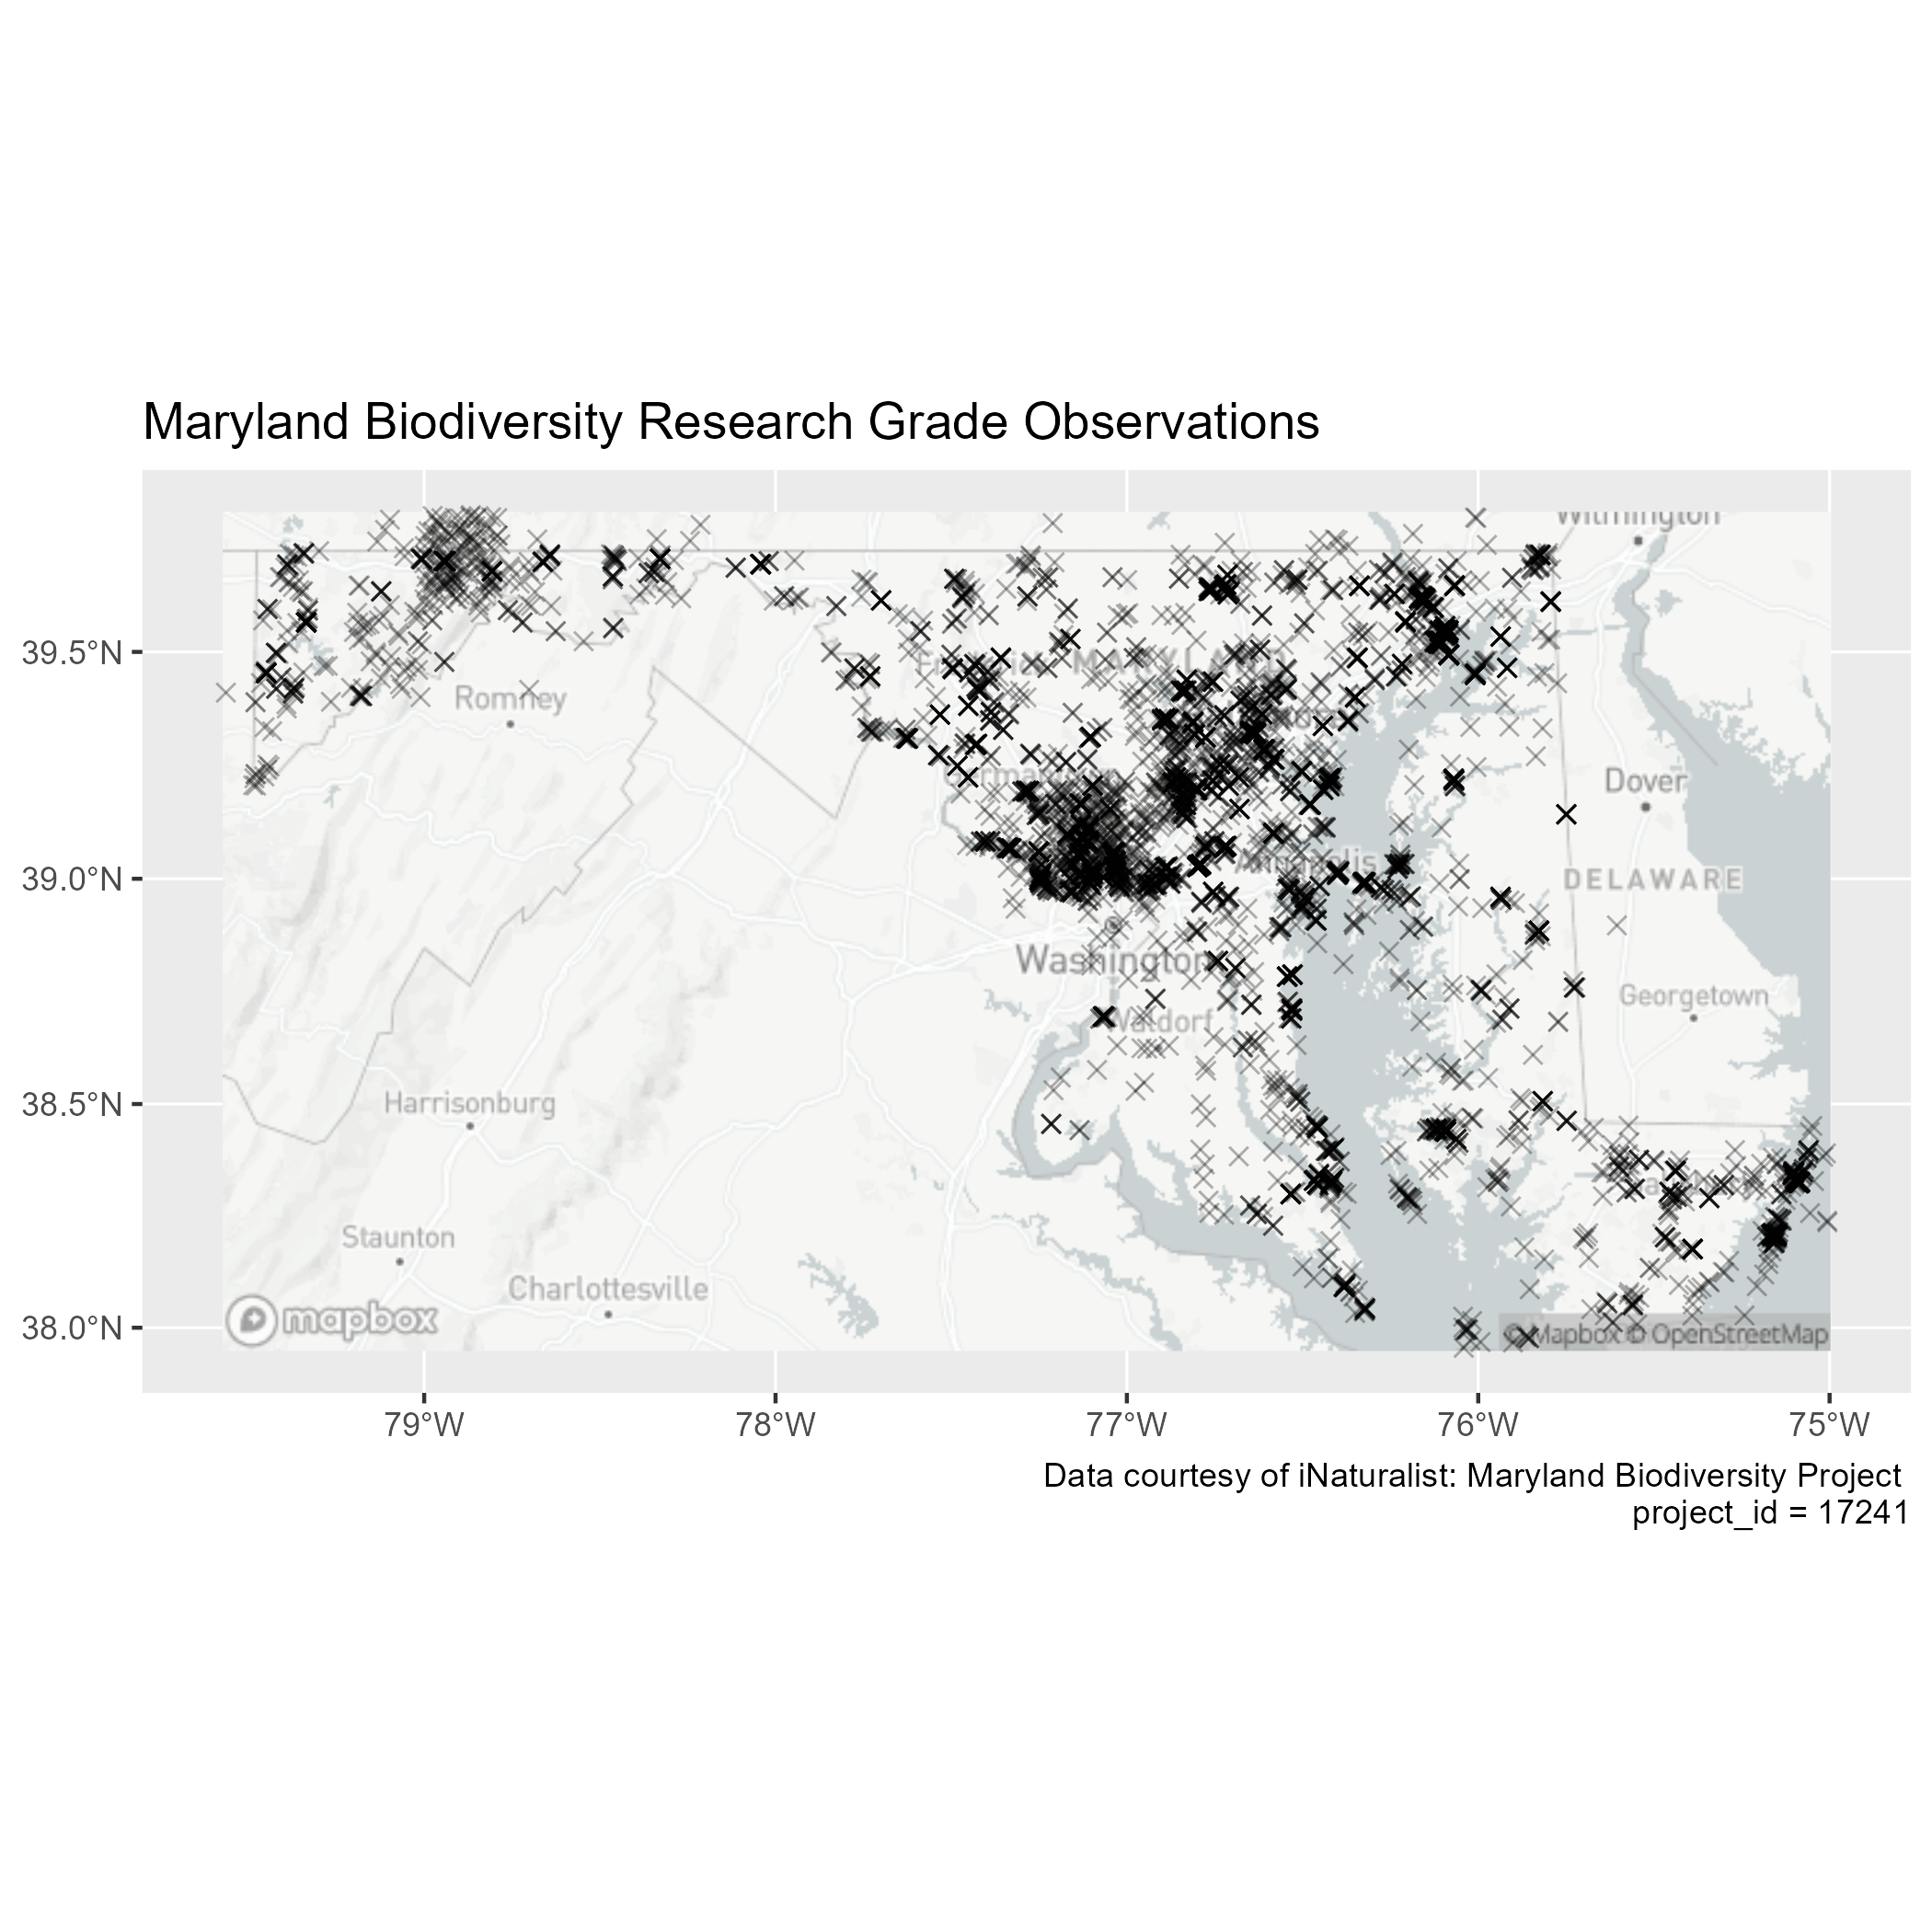 Maryland Biodiversity Research Grade Observations
Wilmington
39.5°N
MARYLAND
Romney
Dover
39.0°N
Annapolis
DELAWARE
Washington
Georgetown
Waldorf
38.5°N
Harrisonburg
Staunton
Charlottesville
38.0°N
mapbox
© Mapbox © OpenStreetMap
79°W
78°W
77°W
76°W
75°W
Data courtesy of iNaturalist: Maryland Biodiversity Project
project_id = 17241